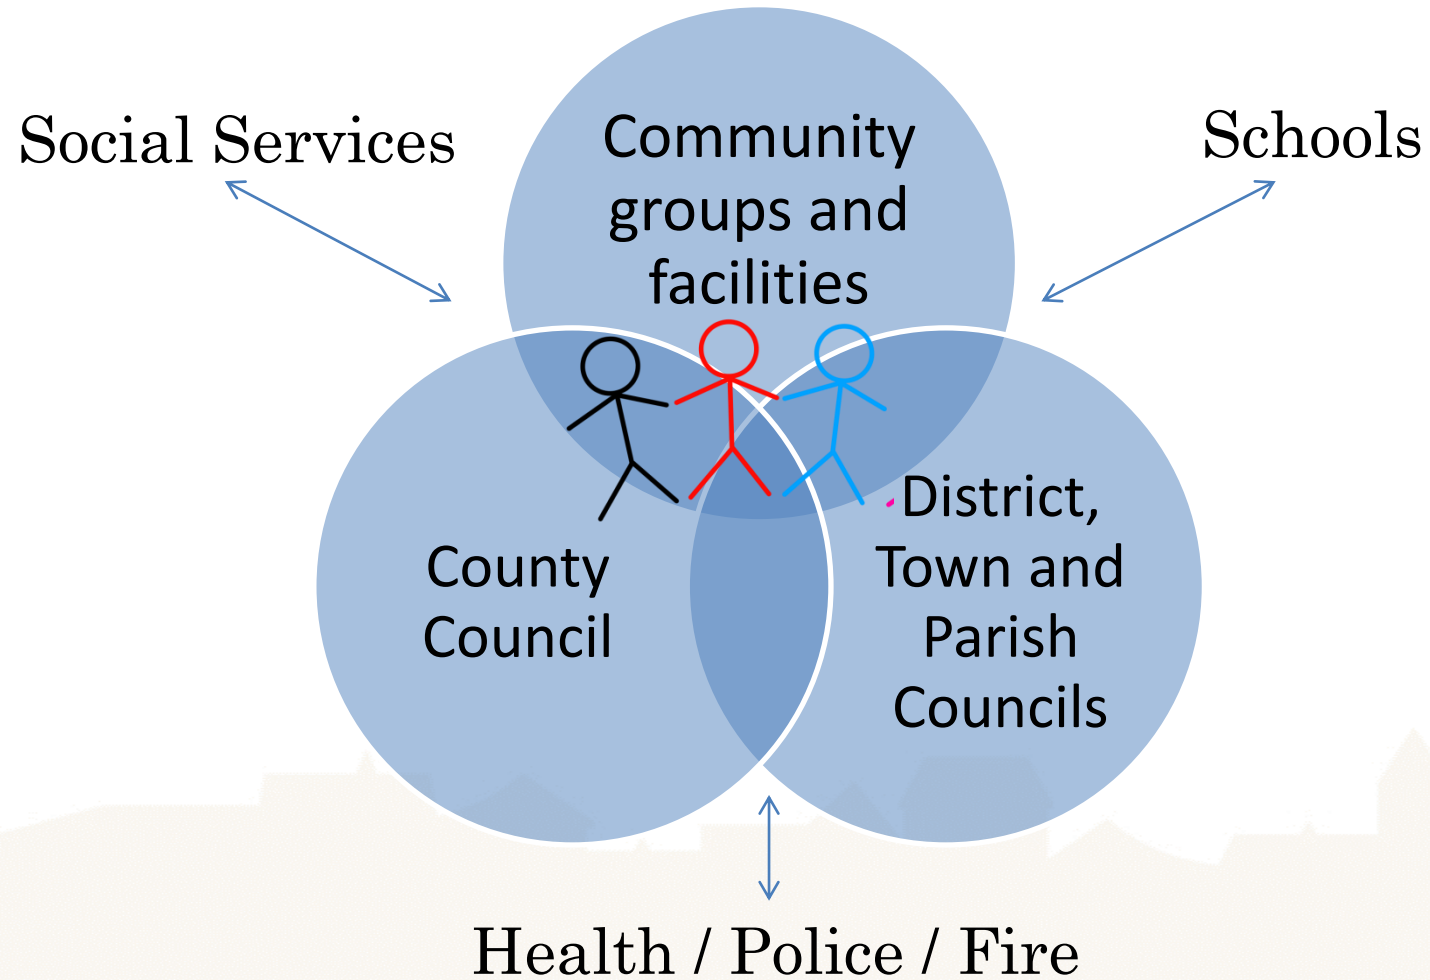 Social Services
Community
groups and
facilities
Schools
County
Council
District,
Town and
Parish
Councils
Health / Police / Fire